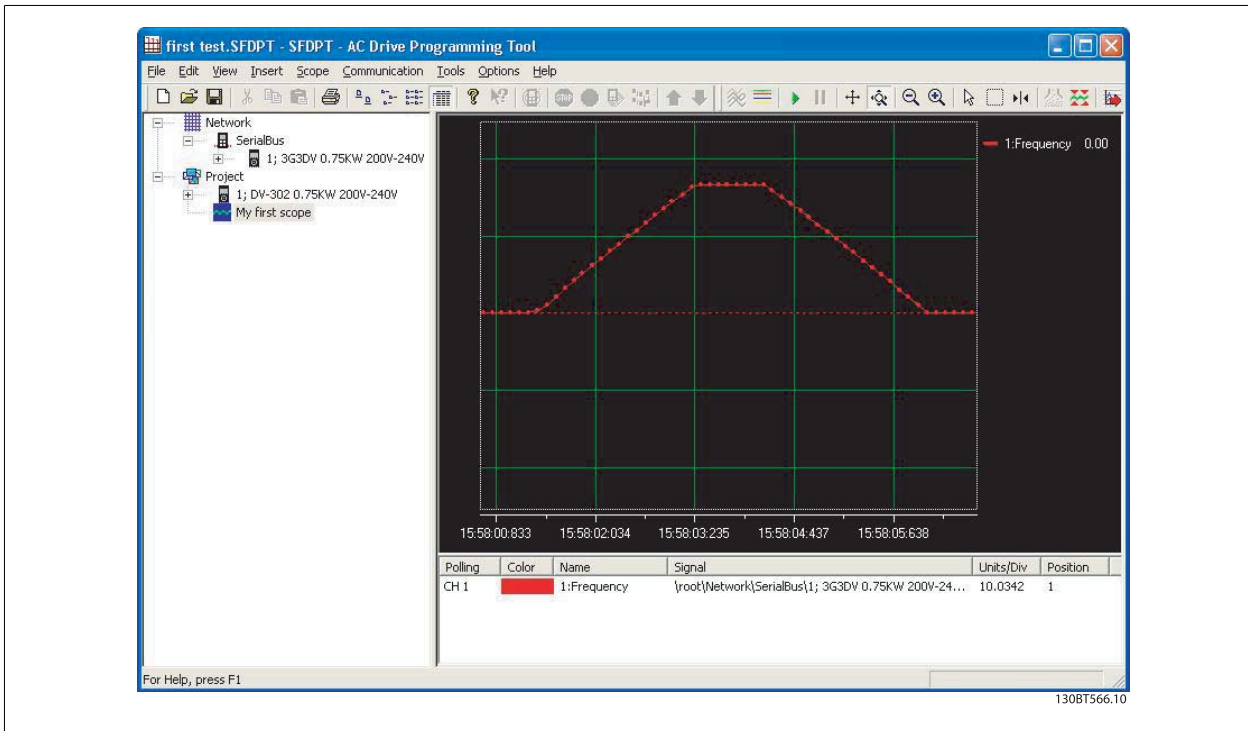 first test.SFDPT - SFDPT - AC Drive Programming Tool
File Edit View Insert Scope Communication Tools Options Help
STOP
Network
SerialBus
1; 3G3DV 0.75KW 200V-240V
Project
1; DV-302 0.75KW 200V-240V
My first scope
1:Frequency 0.00
15:58:00:833 15:58:02:034 15:58:03:235 15:58:04:437 15:58:05:638
Polling Color Name Signal Units/Div Position
CH 1 1:Frequency \root\Network\SerialBus\1; 3G3DV 0.75KW 200V-24... 10.0342 1
For Help, press F1
130BT566.10